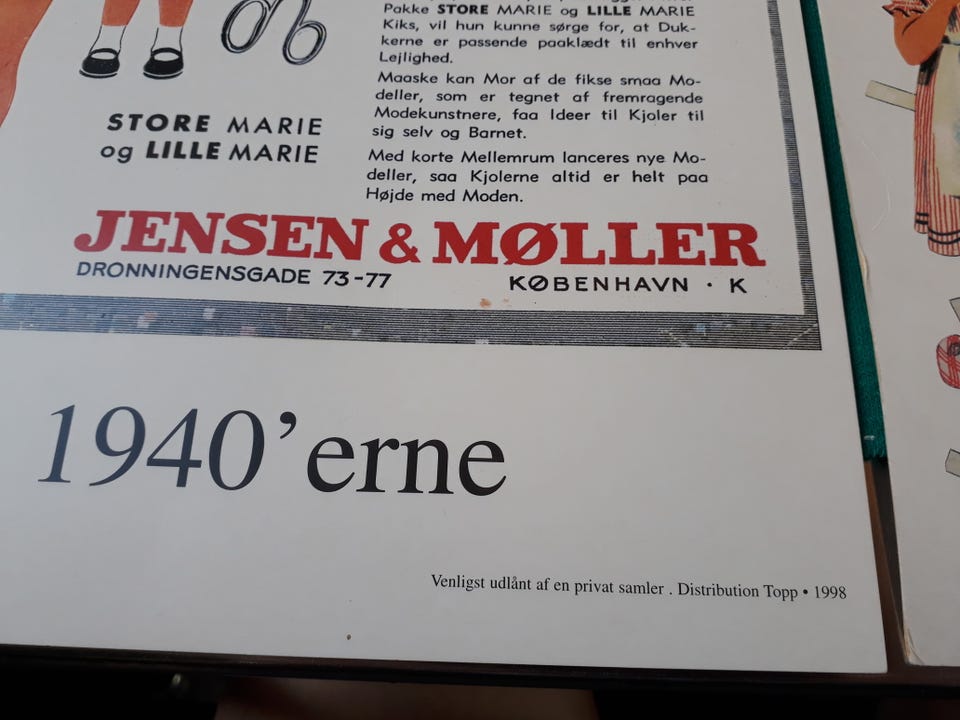 Pakke STORE MARIE og LILLE MARIE
Kiks, vil hun kunne sørge for, at Duk-
kerne er passende paaklædt til enhver
Lejlighed.
Maaske kan Mor af de fikse smaa Mo-
deller, som er tegnet af fremragende
Modekunstnere, faa Ideer til Kjoler til
sig selv og Barnet.
Med korte Mellemrum lanceres nye Mo-
deller, saa Kjolerne altid er helt paa
Højde med Moden.
STORE MARIE
og LILLE MARIE
JENSEN & MØLLER
DRONNINGENSGADE 73-77 KØBENHAVN · K
1940’erne
Venligst udlånt af en privat samler . Distribution Topp • 1998